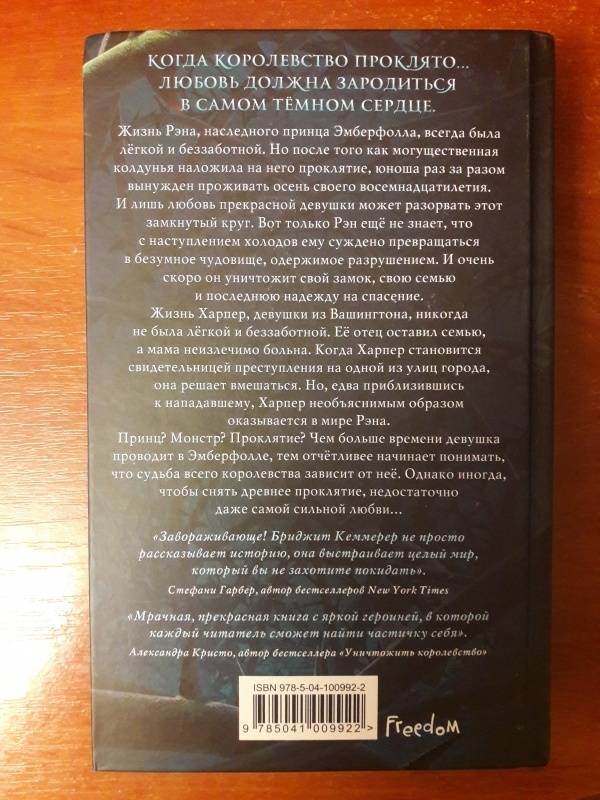 КОГДА КОРОЛЕВСТВО ПРОКЛЯТО...
ЛЮБОВЬ ДОЛЖНА ЗАРОДИТЬСЯ
В САМОМ ТЁМНОМ СЕРДЦЕ.
Жизнь Рэна, наследного принца Эмберфолла, всегда была
лёгкой и беззаботной. Но после того как могущественная
колдунья наложила на него проклятие, юноша раз за разом
вынужден проживать осень своего восемнадцатилетия.
И лишь любовь прекрасной девушки может разорвать этот
замкнутый круг. Вот только Рэн ещё не знает, что
с наступлением холодов ему суждено превращаться
в безумное чудовище, одержимое разрушением. И очень
скоро он уничтожит свой замок, свою семью
и последнюю надежду на спасение.
Жизнь Харпер, девушки из Вашингтона, никогда
не была лёгкой и беззаботной. Её отец оставил семью,
а мама неизлечимо больна. Когда Харпер становится
свидетельницей преступления на одной из улиц города,
она решает вмешаться. Но, едва приблизившись
к нападавшему, Харпер необъяснимым образом
оказывается в мире Рэна.
Принц? Монстр? Проклятие? Чем больше времени девушка
проводит в Эмберфолле, тем отчётливее начинает понимать,
что судьба всего королевства зависит от неё. Однако иногда,
чтобы снять древнее проклятие, недостаточно
даже самой сильной любви...
«Завораживающе! Бриджит Кеммерер не просто
рассказывает историю, она выстраивает целый мир,
который вы не захотите покидать».
Стефани Гарбер, автор бестселлеров New York Times
«Мрачная, прекрасная книга с яркой героиней, в которой
каждый читатель сможет найти частичку себя».
Александра Кристо, автор бестселлера «Уничтожить королевство»
ISBN 978-5-04-100992-2
9 785041 009922 >
Freedom